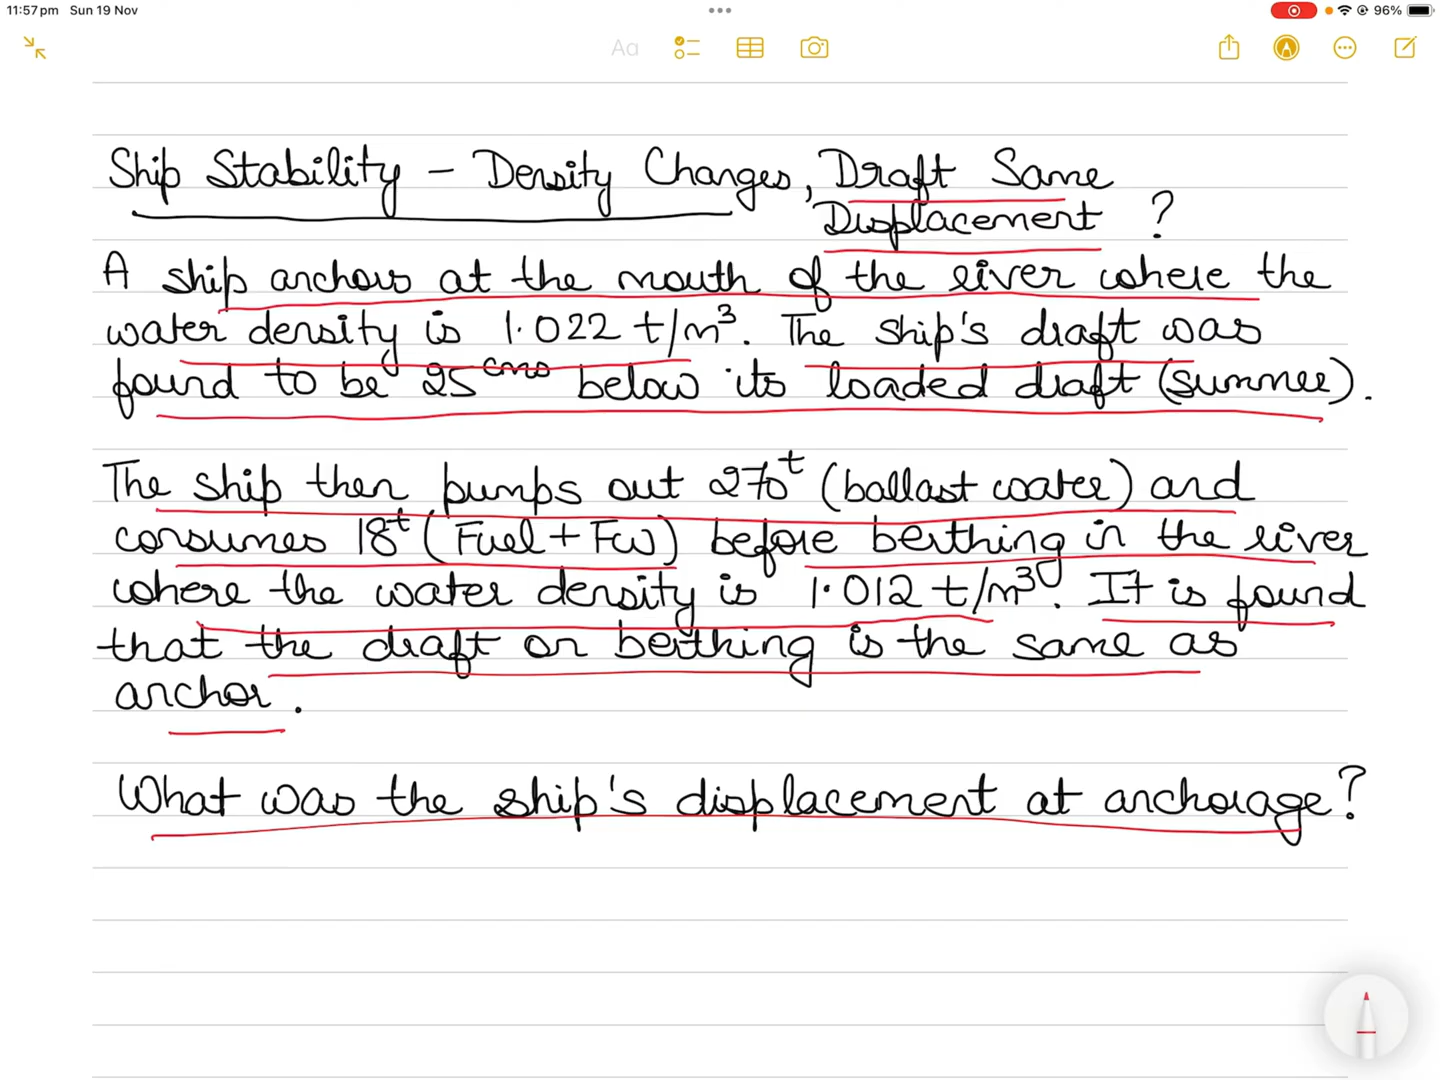 11:57 pm Sun 19 Nov
96%
Aa
Ship Stability - Density Changes, Draft Same
Displacement ?
A ship anchors at the mouth of the river where the
water density is 1.022 t/m³. The ship's draft was
found to be 25 cms below its loaded draft (summer).
The ship then pumps out 270t (ballast water) and
consumes 18t (Fuel + FW) before berthing in the river
where the water density is 1.012 t/m³. It is found
that the draft on berthing is the same as
anchor.
What was the ship's displacement at anchorage?